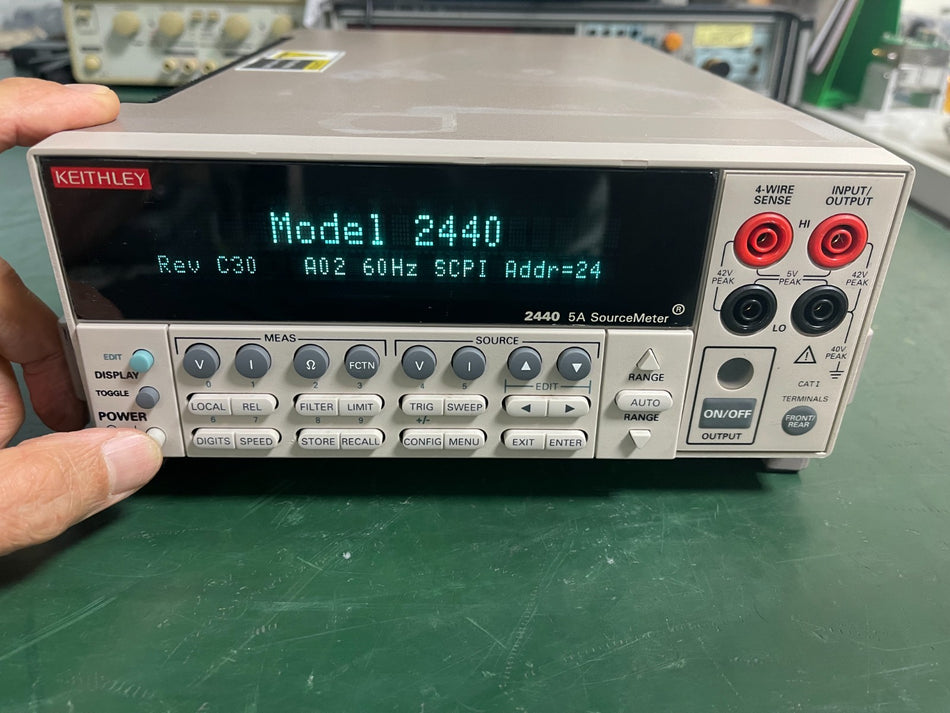 KEITHLEY
Model 2440
Rev C30 A02 60Hz SCPI Addr=24
2440 5A SourceMeter®
4-WIRE SENSE
INPUT/OUTPUT
HI
42V PEAK
5V PEAK
42V PEAK
LO
40V PEAK
CAT I
TERMINALS
FRONT/REAR
ON/OFF
OUTPUT
MEAS
SOURCE
EDIT
DISPLAY
TOGGLE
POWER
V I Ω FCTN V I
0 1 2 3 4 5
EDIT
LOCAL REL FILTER LIMIT TRIG SWEEP
6 7 8 9 +/-
DIGITS SPEED STORE RECALL CONFIG MENU EXIT ENTER
RANGE
AUTO
RANGE